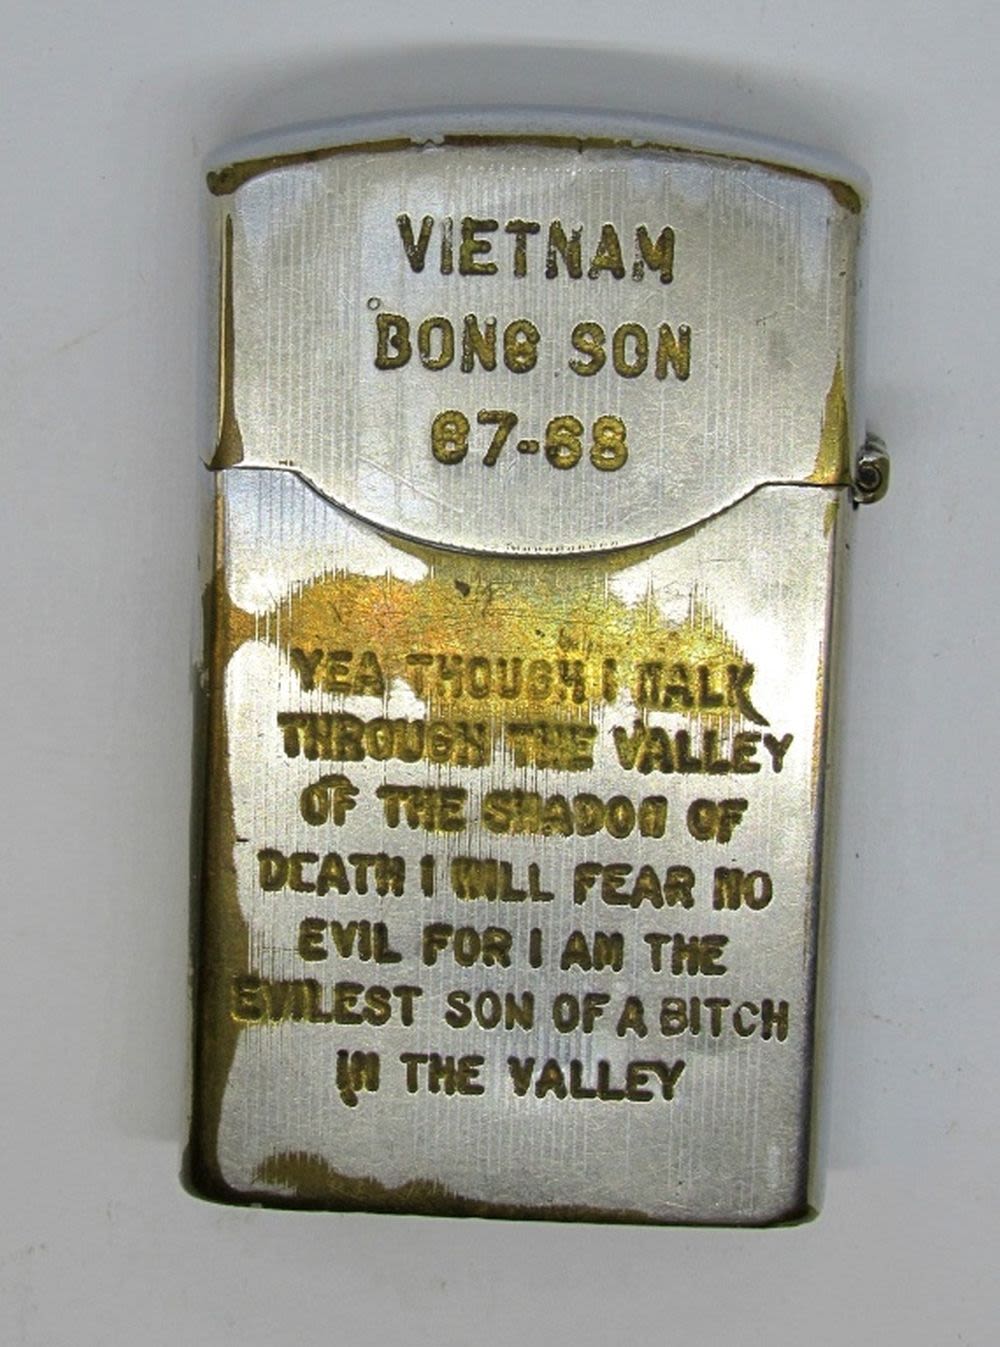 VIETNAM
BONG SON
67-68
YEA THOUGH I WALK
THROUGH THE VALLEY
OF THE SHADOW OF
DEATH I WILL FEAR NO
EVIL FOR I AM THE
EVILEST SON OF A BITCH
IN THE VALLEY